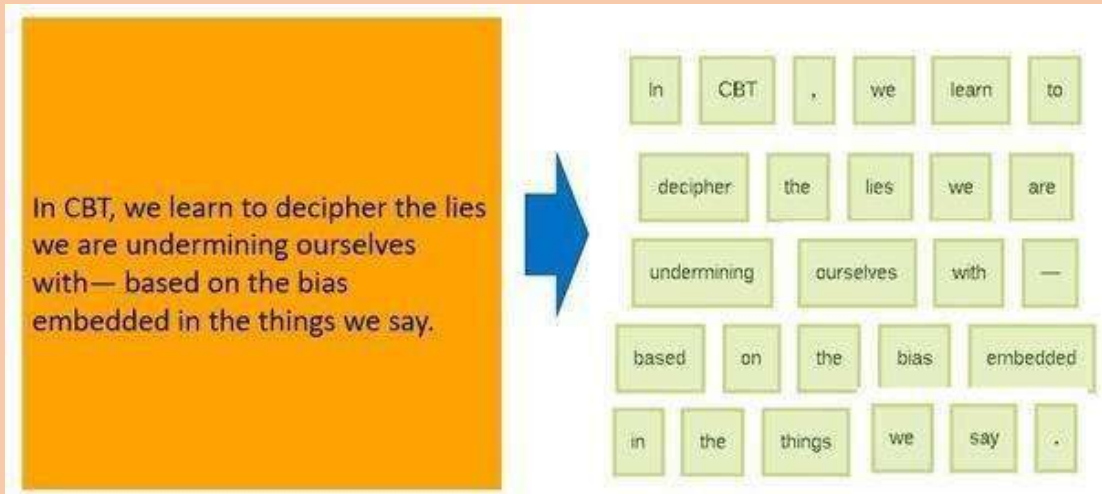 In CBT, we learn to decipher the lies
we are undermining ourselves
with— based on the bias
embedded in the things we say.
In CBT , we learn to
decipher the lies we are
undermining ourselves with —
based on the bias embedded
in the things we say .